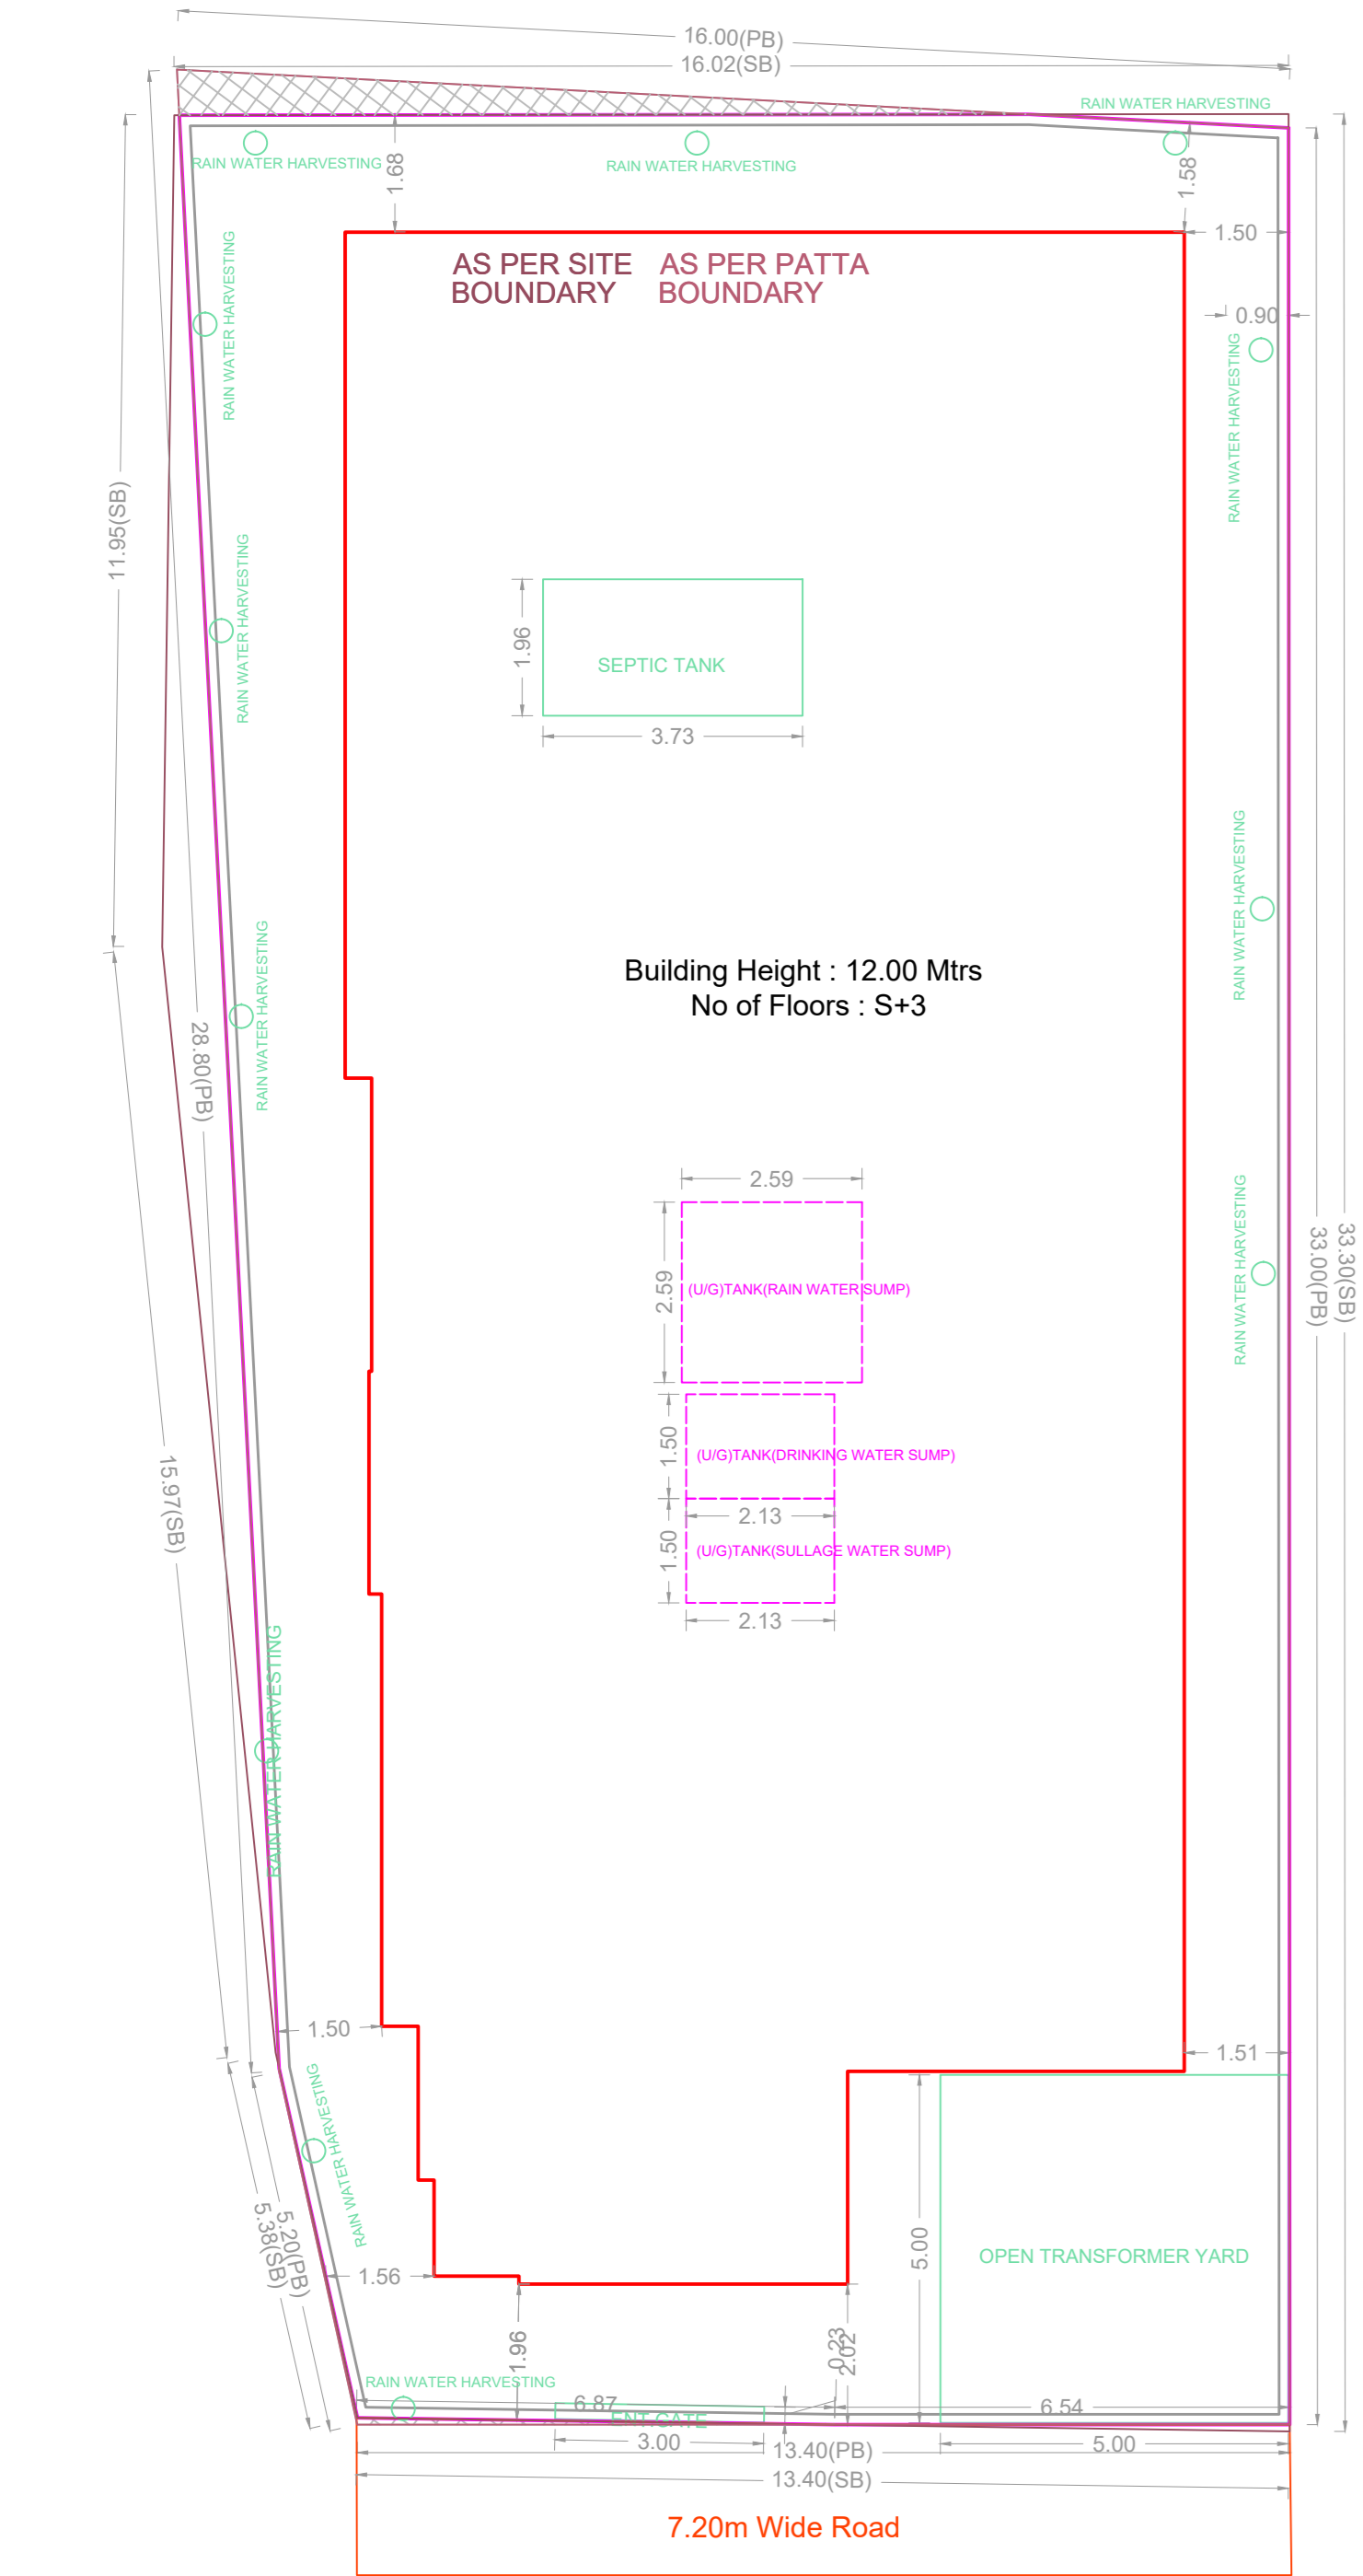 16.00(PB)
16.02(SB)
RAIN WATER HARVESTING
RAIN WATER HARVESTING
RAIN WATER HARVESTING
1.68
1.58
1.50
AS PER SITE
BOUNDARY
AS PER PATTA
BOUNDARY
0.90
RAIN WATER HARVESTING
RAIN WATER HARVESTING
11.95(SB)
RAIN WATER HARVESTING
1.96
SEPTIC TANK
3.73
RAIN WATER HARVESTING
RAIN WATER HARVESTING
Building Height : 12.00 Mtrs
No of Floors : S+3
28.80(PB)
2.59
2.59
(U/G)TANK(RAIN WATER SUMP)
RAIN WATER HARVESTING
33.00(PB)
33.30(SB)
1.50
(U/G)TANK(DRINKING WATER SUMP)
2.13
15.97(SB)
1.50
(U/G)TANK(SULLAGE WATER SUMP)
2.13
RAIN WATER HARVESTING
1.50
1.51
RAIN WATER HARVESTING
5.38(SB)
5.20(PB)
5.00
OPEN TRANSFORMER YARD
1.56
1.96
0.23
2.02
RAIN WATER HARVESTING
6.87
6.54
ENT.GATE
3.00
13.40(PB)
5.00
13.40(SB)
7.20m Wide Road